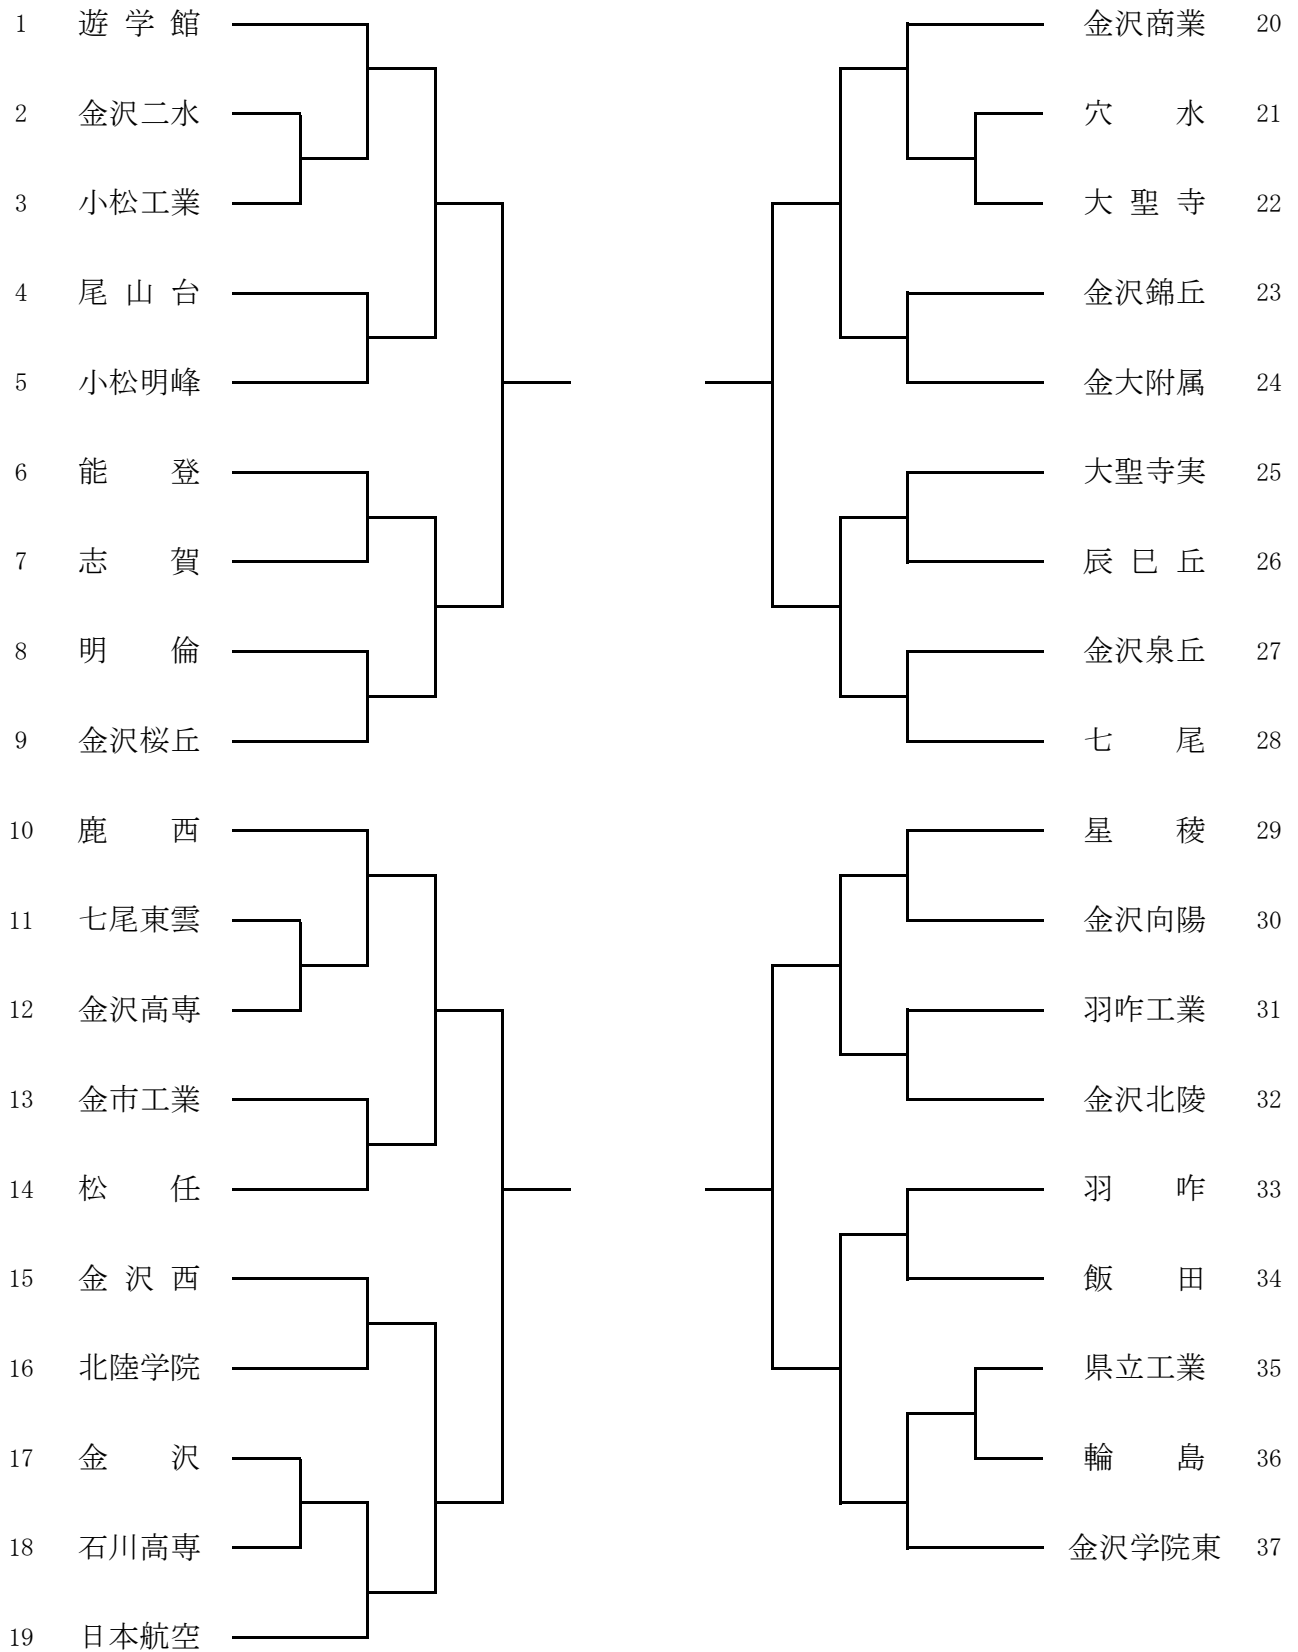 1 遊学館
2 金沢二水
3 小松工業
4 尾山台
5 小松明峰
6 能登
7 志賀
8 明倫
9 金沢桜丘
10 鹿西
11 七尾東雲
12 金沢高専
13 金市工業
14 松任
15 金沢西
16 北陸学院
17 金沢
18 石川高専
19 日本航空
金沢商業 20
穴水 21
大聖寺 22
金沢錦丘 23
金大附属 24
大聖寺実 25
辰巳丘 26
金沢泉丘 27
七尾 28
星稜 29
金沢向陽 30
羽咋工業 31
金沢北陵 32
羽咋 33
飯田 34
県立工業 35
輪島 36
金沢学院東 37